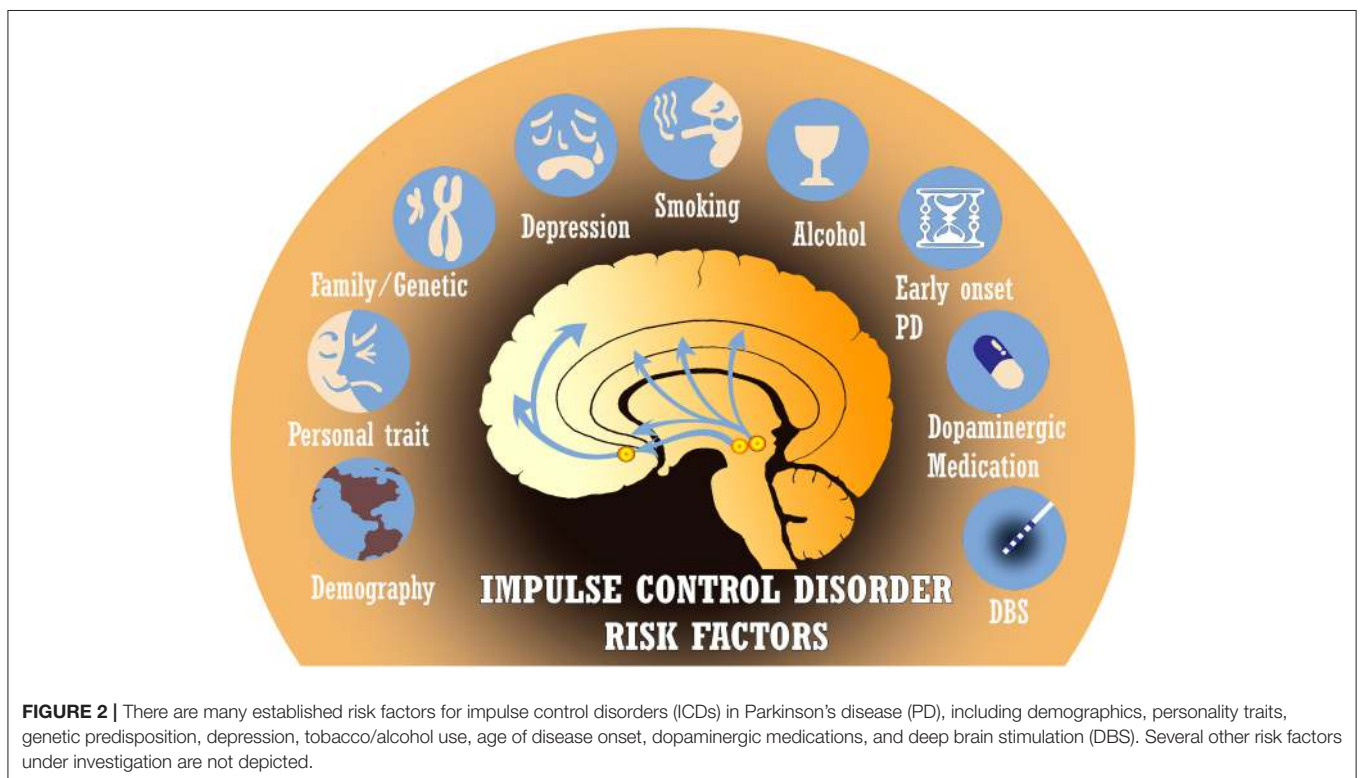 Depression
Smoking
Alcohol
Family/Genetic
Early onset
PD
Personal trait
Dopaminergic
Medication
Demography
DBS
IMPULSE CONTROL DISORDER
RISK FACTORS
FIGURE 2 | There are many established risk factors for impulse control disorders (ICDs) in Parkinson's disease (PD), including demographics, personality traits,
genetic predisposition, depression, tobacco/alcohol use, age of disease onset, dopaminergic medications, and deep brain stimulation (DBS). Several other risk factors
under investigation are not depicted.